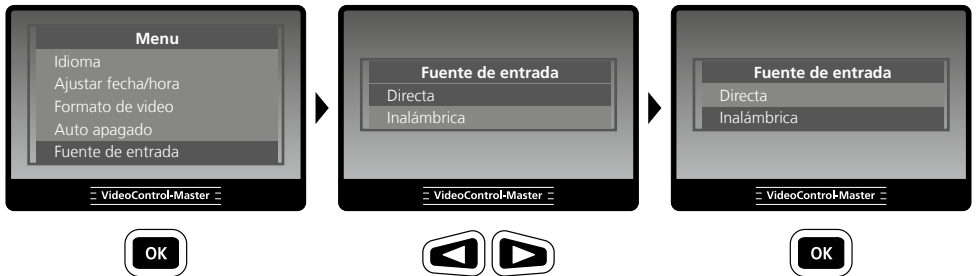 Menu
Idioma
Ajustar fecha/hora
Formato de video
Auto apagado
Fuente de entrada
VideoControl-Master
OK
Fuente de entrada
Directa
Inalámbrica
VideoControl-Master
Fuente de entrada
Directa
Inalámbrica
VideoControl-Master
OK